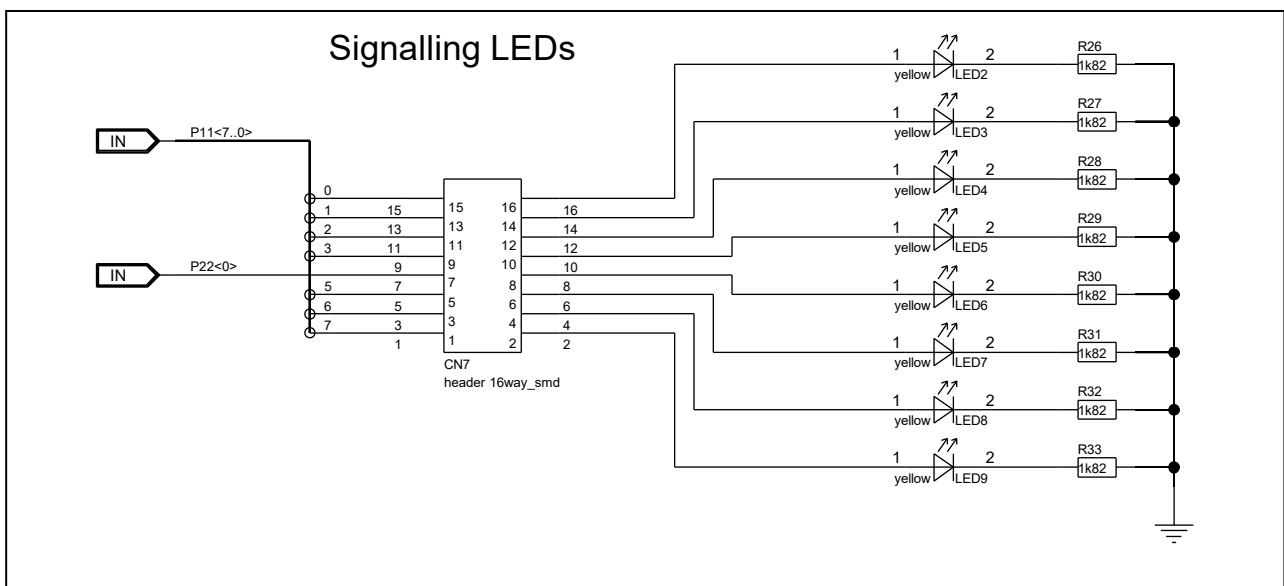 Signalling LEDs
IN P11<7..0>
IN P22<0>
0
1 15
2 13
3 11
9
5 7
6 5
7 3
1
15 16
13 14
11 12
9 10
7 8
5 6
3 4
1 2
16
14
12
10
8
6
4
2
CN7
header 16way_smd
1 2 R26
yellow LED2 1k82
1 2 R27
yellow LED3 1k82
1 2 R28
yellow LED4 1k82
1 2 R29
yellow LED5 1k82
1 2 R30
yellow LED6 1k82
1 2 R31
yellow LED7 1k82
1 2 R32
yellow LED8 1k82
1 2 R33
yellow LED9 1k82